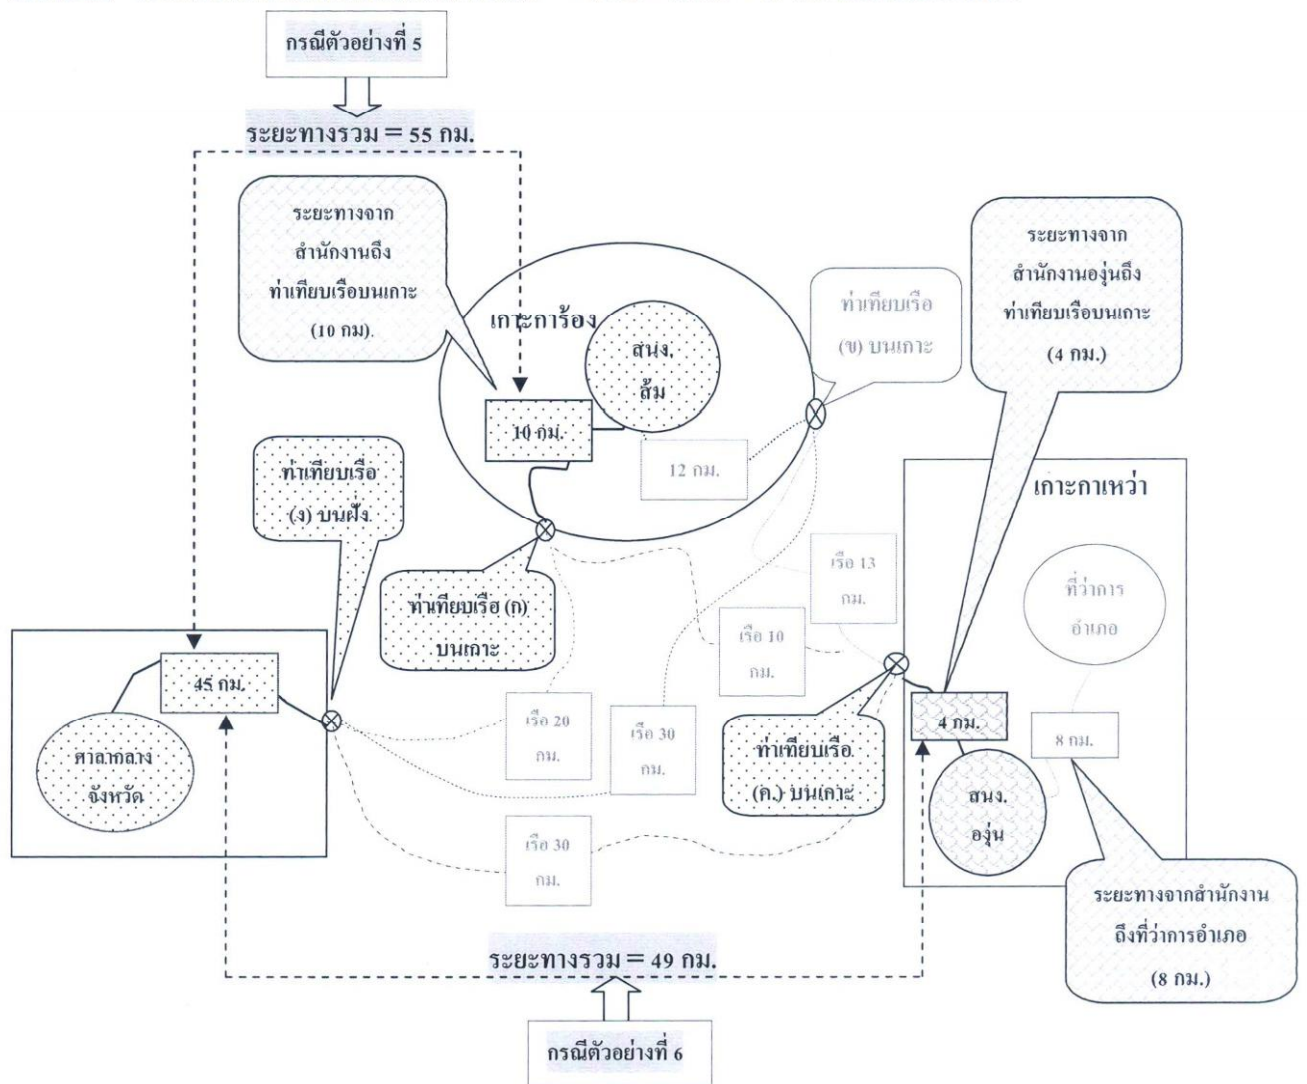 กรณีตัวอย่างที่ 5
ระยะทางรวม = 55 กม.
ระยะทางจาก
สำนักงานถึง
ท่าเทียบเรือบนเกาะ
(10 กม).
เกาะการ้อง
สนง.
ส้ม
10 กม.
12 กม.
ท่าเทียบเรือ
(ข) บนเกาะ
ระยะทางจาก
สำนักงานองุ่นถึง
ท่าเทียบเรือบนเกาะ
(4 กม.)
ท่าเทียบเรือ
(ง) บนฝั่ง
ท่าเทียบเรือ (ก)
บนเกาะ
เกาะกาเหว่า
ที่ว่าการ
อำเภอ
เรือ 13
กม.
เรือ 10
กม.
45 กม.
ศาลากลาง
จังหวัด
เรือ 20
กม.
เรือ 30
กม.
ท่าเทียบเรือ
(ค.) บนเกาะ
4 กม.
8 กม.
สนง.
องุ่น
เรือ 30
กม.
ระยะทางจากสำนักงาน
ถึงที่ว่าการอำเภอ
(8 กม.)
ระยะทางรวม = 49 กม.
กรณีตัวอย่างที่ 6